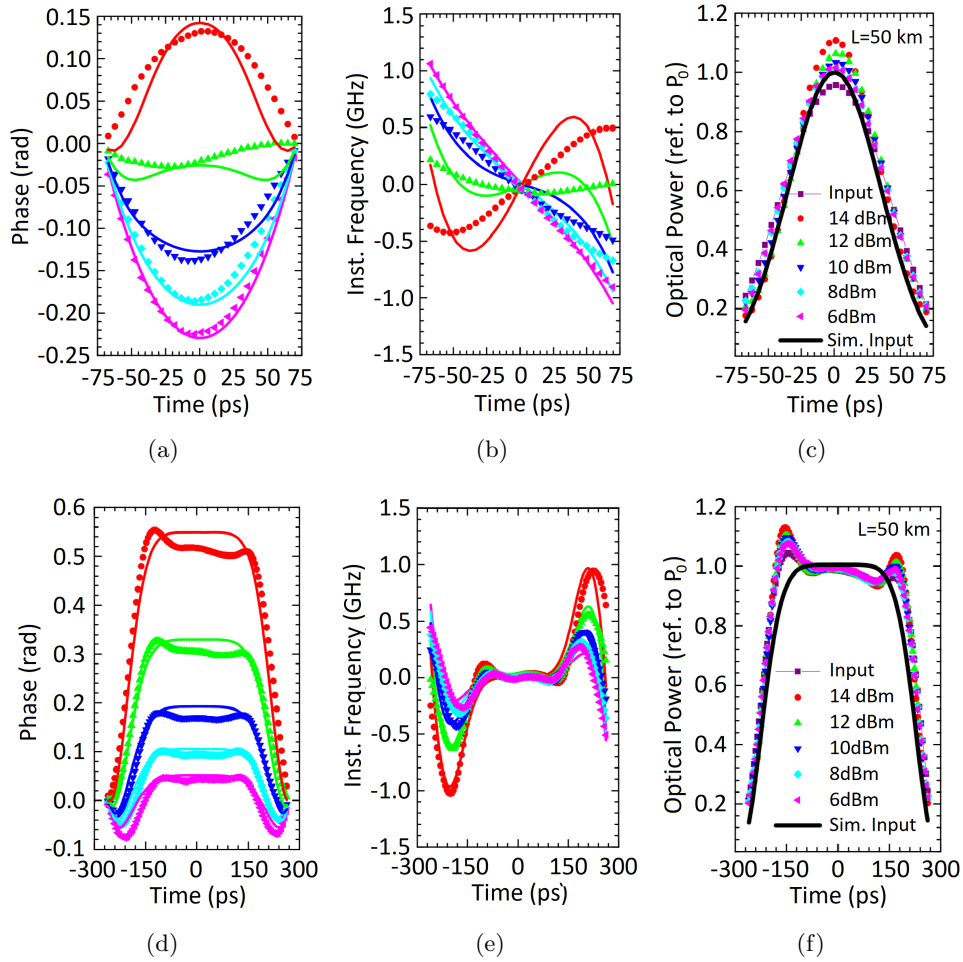 0.15
0.10
0.05
0.00
-0.05
-0.10
-0.15
-0.20
-0.25
Phase (rad)
-75 -50 -25 0 25 50 75
Time (ps)
(a)
1.5
1.0
0.5
0.0
-0.5
-1.0
-1.5
Inst. Frequency (GHz)
-75 -50 -25 0 25 50 75
Time (ps)
(b)
1.2
1.0
0.8
0.6
0.4
0.2
Optical Power (ref. to P0)
L=50 km
Input
14 dBm
12 dBm
10 dBm
8dBm
6dBm
Sim. Input
-75 -50 -25 0 25 50 75
Time (ps)
(c)
0.6
0.5
0.4
0.3
0.2
0.1
0.0
-0.1
Phase (rad)
-300 -150 0 150 300
Time (ps)
(d)
1.5
1.0
0.5
0.0
-0.5
-1.0
-1.5
Inst. Frequency (GHz)
-300 -150 0 150 300
Time (ps)
(e)
1.2
1.0
0.8
0.6
0.4
0.2
Optical Power (ref. to P0)
L=50 km
Input
14 dBm
12 dBm
10dBm
8dBm
6dBm
Sim. Input
-300 -150 0 150 300
Time (ps)
(f)